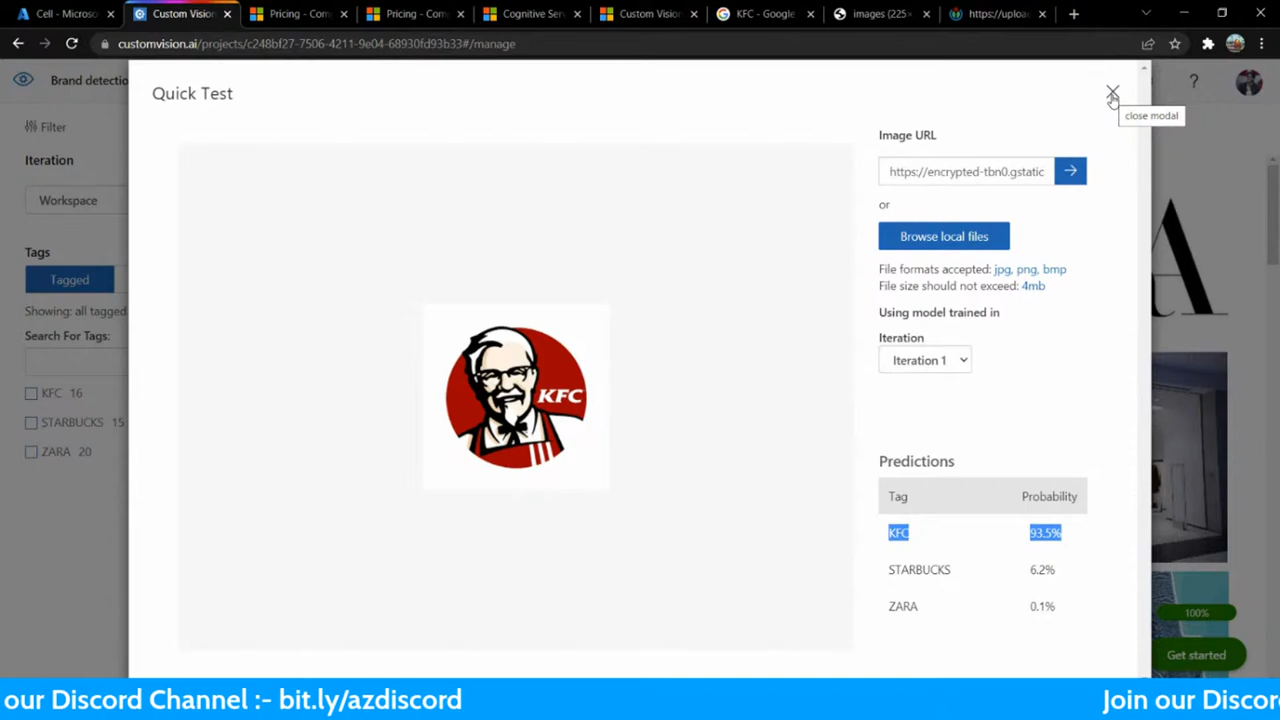 Cell - Microso
Custom Vision
Pricing - Com
Pricing - Com
Cognitive Ser
Custom Vision
KFC - Google
images (225×
https://uploa
customvision.ai/projects/c248bf27-7506-4211-9e04-68930fd93b33#/manage
Brand detectio
?
Quick Test
close modal
Filter
Iteration
Workspace
Tags
Tagged
Showing: all tagged
Search For Tags:
KFC 16
STARBUCKS 15
ZARA 20
KFC
Image URL
https://encrypted-tbn0.gstatic
or
Browse local files
File formats accepted: jpg, png, bmp
File size should not exceed: 4mb
Using model trained in
Iteration
Iteration 1
Predictions
Tag Probability
KFC 93.5%
STARBUCKS 6.2%
ZARA 0.1%
A
100%
Get started
our Discord Channel :- bit.ly/azdiscord
Join our Discor